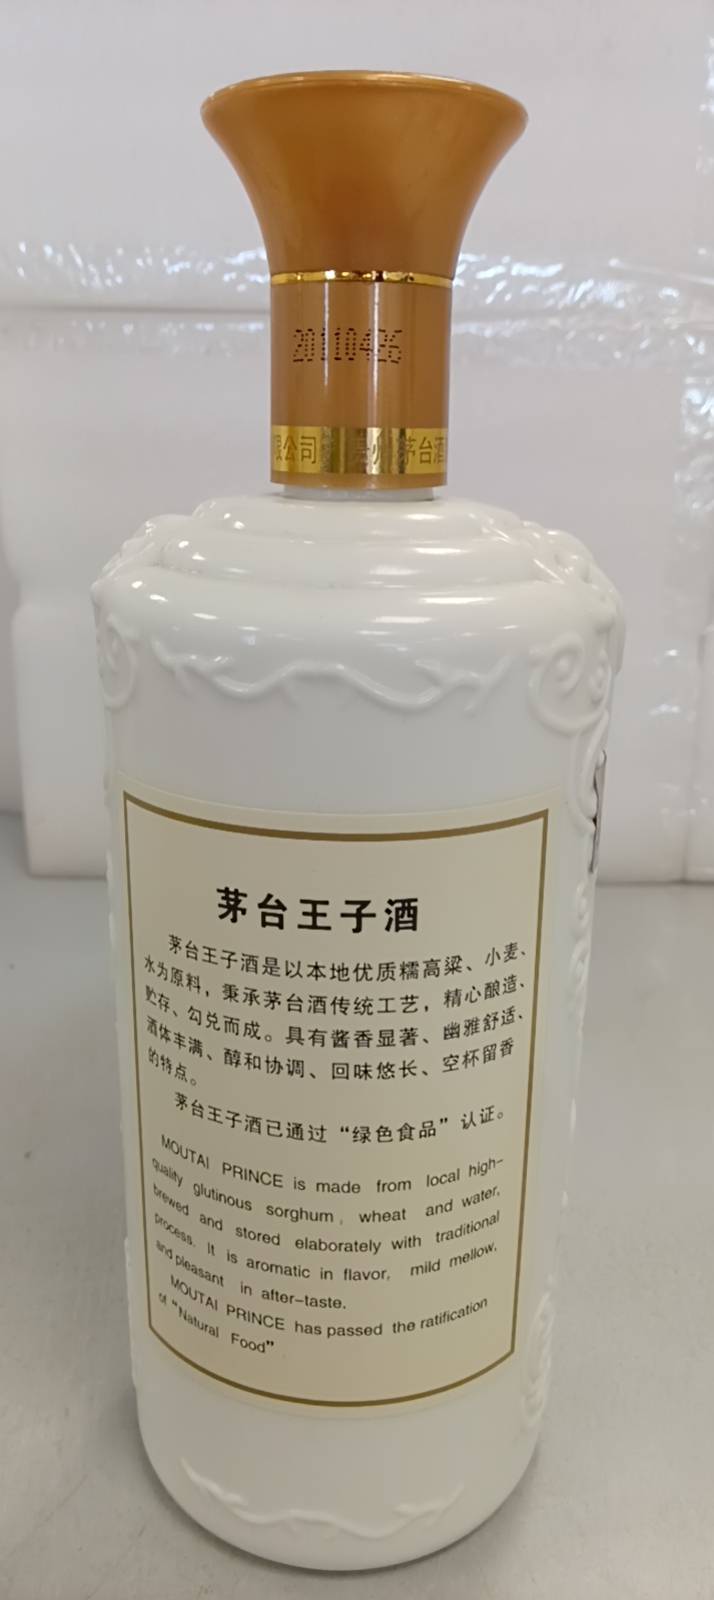 20110426
限公司 贵州茅台酒
茅台王子酒
茅台王子酒是以本地优质糯高粱、小麦、
水为原料，秉承茅台酒传统工艺，精心酿造、
贮存、勾兑而成。具有酱香显著、幽雅舒适、
酒体丰满、醇和协调、回味悠长、空杯留香
的特点。
茅台王子酒已通过“绿色食品”认证。
MOUTAI PRINCE is made from local high-
quality glutinous sorghum, wheat and water,
brewed and stored elaborately with traditional
process. It is aromatic in flavor, mild mellow,
and pleasant in after-taste.
MOUTAI PRINCE has passed the ratification
of “Natural Food”